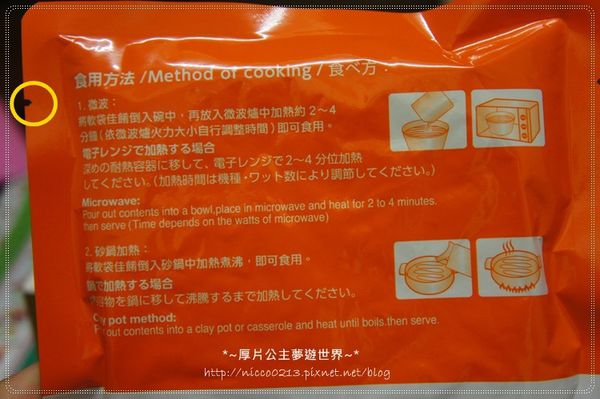 食用方法 /Method of cooking / 食べ方：
1. 微波：
將軟袋佳餚倒入碗中，再放入微波爐中加熱約 2～4
分鐘（依微波爐火力大小自行調整時間）即可食用。
電子レンジで加熱する場合
深めの耐熱容器に移して、電子レンジで2～4 分位加熱
してください。（加熱時間は機種・ワット数により調節してください。）
Microwave:
Pour out contents into a bowl,place in microwave and heat for 2 to 4 minutes.
then serve (Time depends on the watts of microwave)
2. 砂鍋加熱：
將軟袋佳餚倒入砂鍋中加熱煮沸，即可食用。
鍋で加熱する場合
容物を鍋に移して沸騰するまで加熱してください。
Clay pot method:
Pour out contents into a clay pot or casserole and heat until boils.then serve.
*~厚片公主夢遊世界~*
http://nicco0213.pixnet.net/blog